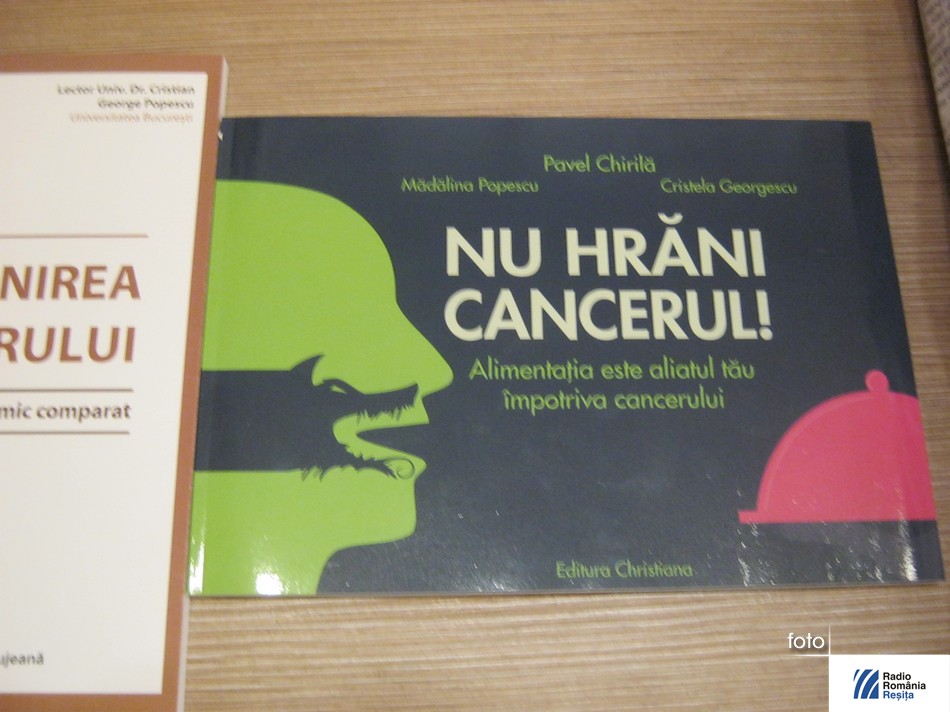 Lector Univ. Dr. Cristian
George Popescu
Universitatea București
NIREA
RULUI
mic comparat
ujeană
Pavel Chirilă
Mădălina Popescu
Cristela Georgescu
NU HRĂNI
CANCERUL!
Alimentația este aliatul tău
împotriva cancerului
Editura Christiana
foto
Radio
România
Reșița